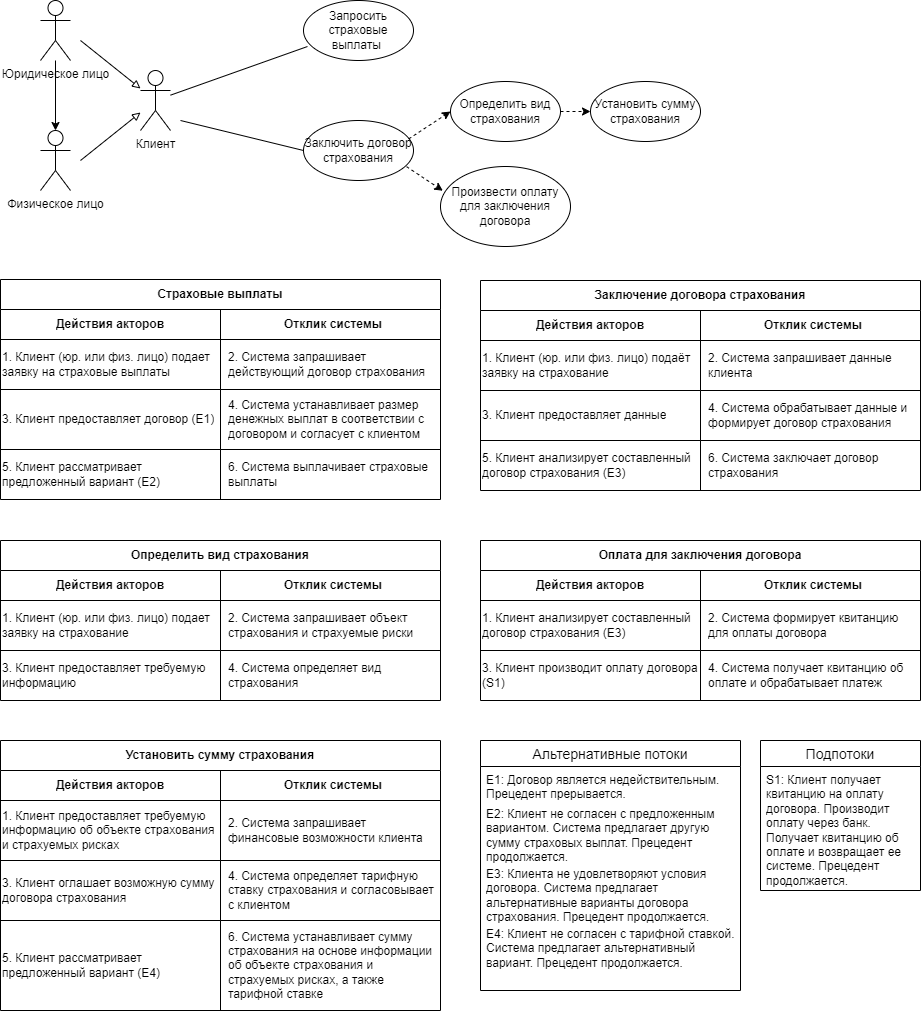 Запросить
страховые
выплаты
Юридическое лицо
Клиент
Физическое лицо
Заключить договор
страхования
Определить вид
страхования
Установить сумму
страхования
Произвести оплату
для заключения
договора
Страховые выплаты
Действия акторов
Отклик системы
1. Клиент (юр. или физ. лицо) подает
заявку на страховые выплаты
2. Система запрашивает
действующий договор страхования
3. Клиент предоставляет договор (E1)
4. Система устанавливает размер
денежных выплат в соответствии с
договором и согласует с клиентом
5. Клиент рассматривает
предложенный вариант (E2)
6. Система выплачивает страховые
выплаты
Заключение договора страхования
Действия акторов
Отклик системы
1. Клиент (юр. или физ. лицо) подаёт
заявку на страхование
2. Система запрашивает данные
клиента
3. Клиент предоставляет данные
4. Система обрабатывает данные и
формирует договор страхования
5. Клиент анализирует составленный
договор страхования (E3)
6. Система заключает договор
страхования
Определить вид страхования
Действия акторов
Отклик системы
1. Клиент (юр. или физ. лицо) подает
заявку на страхование
2. Система запрашивает объект
страхования и страхуемые риски
3. Клиент предоставляет требуемую
информацию
4. Система определяет вид
страхования
Оплата для заключения договора
Действия акторов
Отклик системы
1. Клиент анализирует составленный
договор страхования (E3)
2. Система формирует квитанцию
для оплаты договора
3. Клиент производит оплату договора
(S1)
4. Система получает квитанцию об
оплате и обрабатывает платеж
Установить сумму страхования
Действия акторов
Отклик системы
1. Клиент предоставляет требуемую
информацию об объекте страхования
и страхуемых рисках
2. Система запрашивает
финансовые возможности клиента
3. Клиент оглашает возможную сумму
договора страхования
4. Система определяет тарифную
ставку страхования и согласовывает
с клиентом
5. Клиент рассматривает
предложенный вариант (E4)
6. Система устанавливает сумму
страхования на основе информации
об объекте страхования и
страхуемых рисках, а также
тарифной ставке
Альтернативные потоки
E1: Договор является недействительным.
Прецедент прерывается.
E2: Клиент не согласен с предложенным
вариантом. Система предлагает другую
сумму страховых выплат. Прецедент
продолжается.
E3: Клиента не удовлетворяют условия
договора. Система предлагает
альтернативные варианты договора
страхования. Прецедент продолжается.
E4: Клиент не согласен с тарифной ставкой.
Система предлагает альтернативный
вариант. Прецедент продолжается.
Подпотоки
S1: Клиент получает
квитанцию на оплату
договора. Производит
оплату через банк.
Получает квитанцию об
оплате и возвращает ее
системе. Прецедент
продолжается.